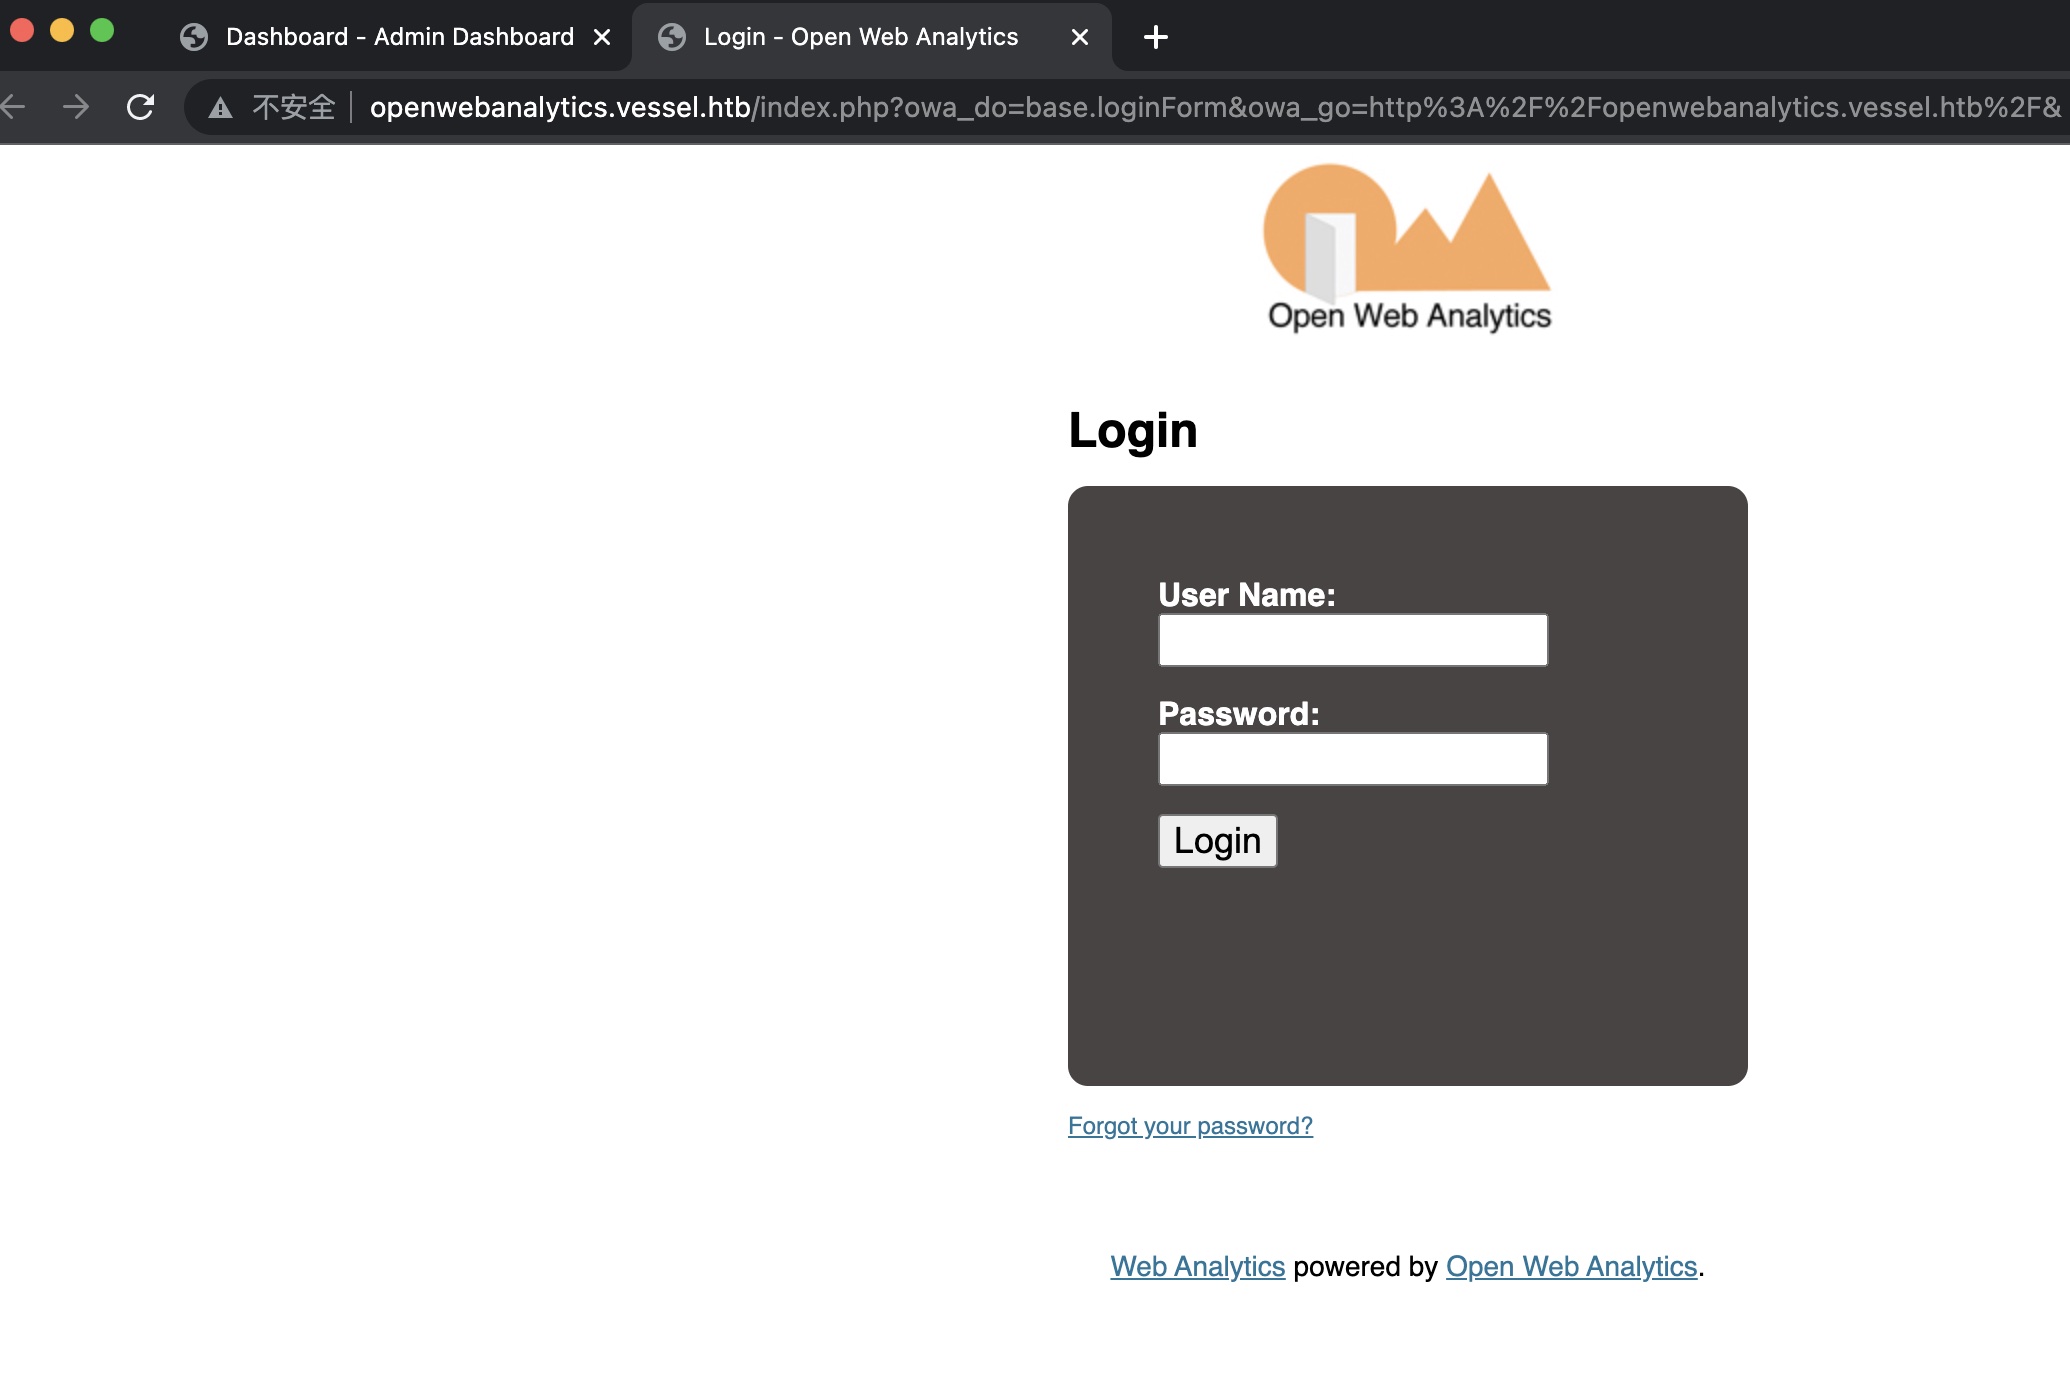 Dashboard - Admin Dashboard
Login - Open Web Analytics
不安全
openwebanalytics.vessel.htb/index.php?owa_do=base.loginForm&owa_go=http%3A%2F%2Fopenwebanalytics.vessel.htb%2F&
Open Web Analytics
Login
User Name:
Password:
Login
Forgot your password?
Web Analytics powered by Open Web Analytics.